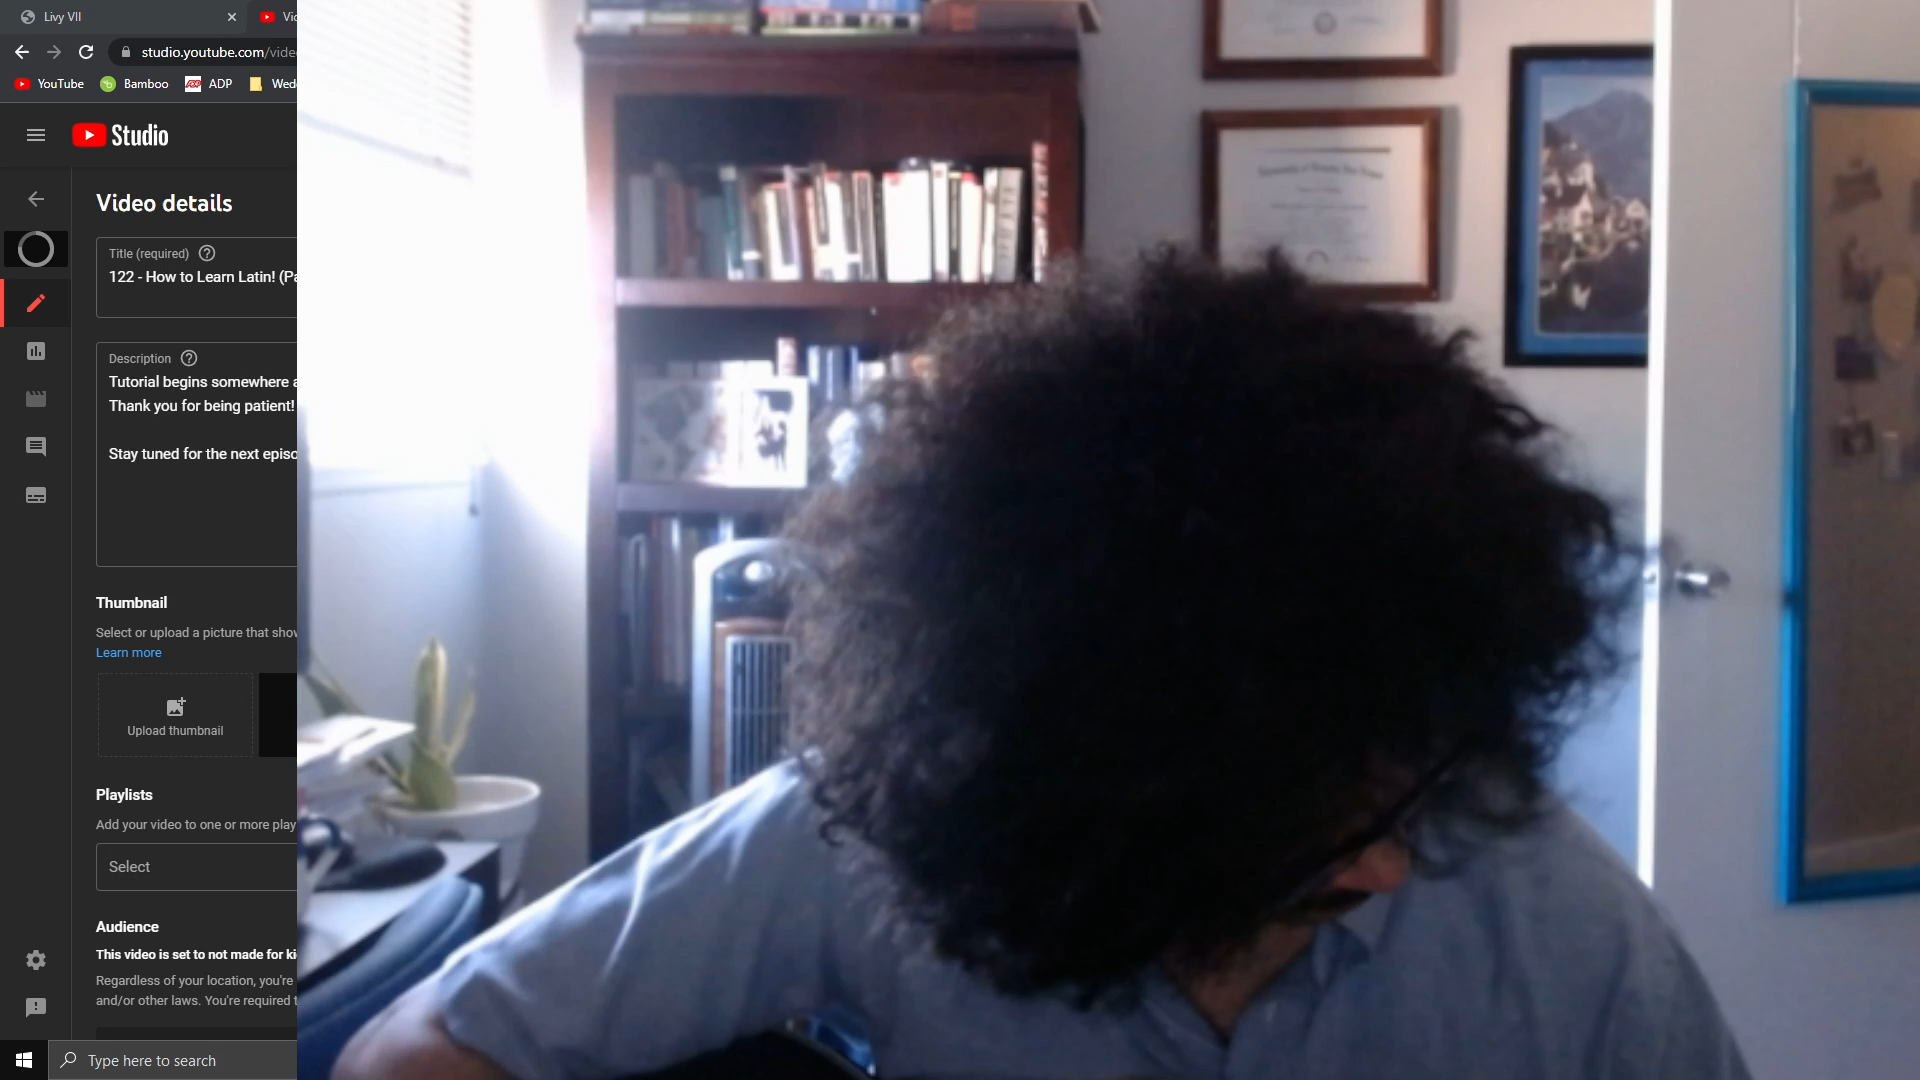 Livy VII
studio.youtube.com/vide
YouTube
Bamboo
ADP
Wed
Studio
Video details
Title (required)
122 - How to Learn Latin! (Pa
Description
Tutorial begins somewhere a
Thank you for being patient!
Stay tuned for the next episo
Thumbnail
Select or upload a picture that sho
Learn more
Upload thumbnail
Playlists
Add your video to one or more play
Select
Audience
This video is set to not made for ki
Regardless of your location, you're
and/or other laws. You're required t
Type here to search